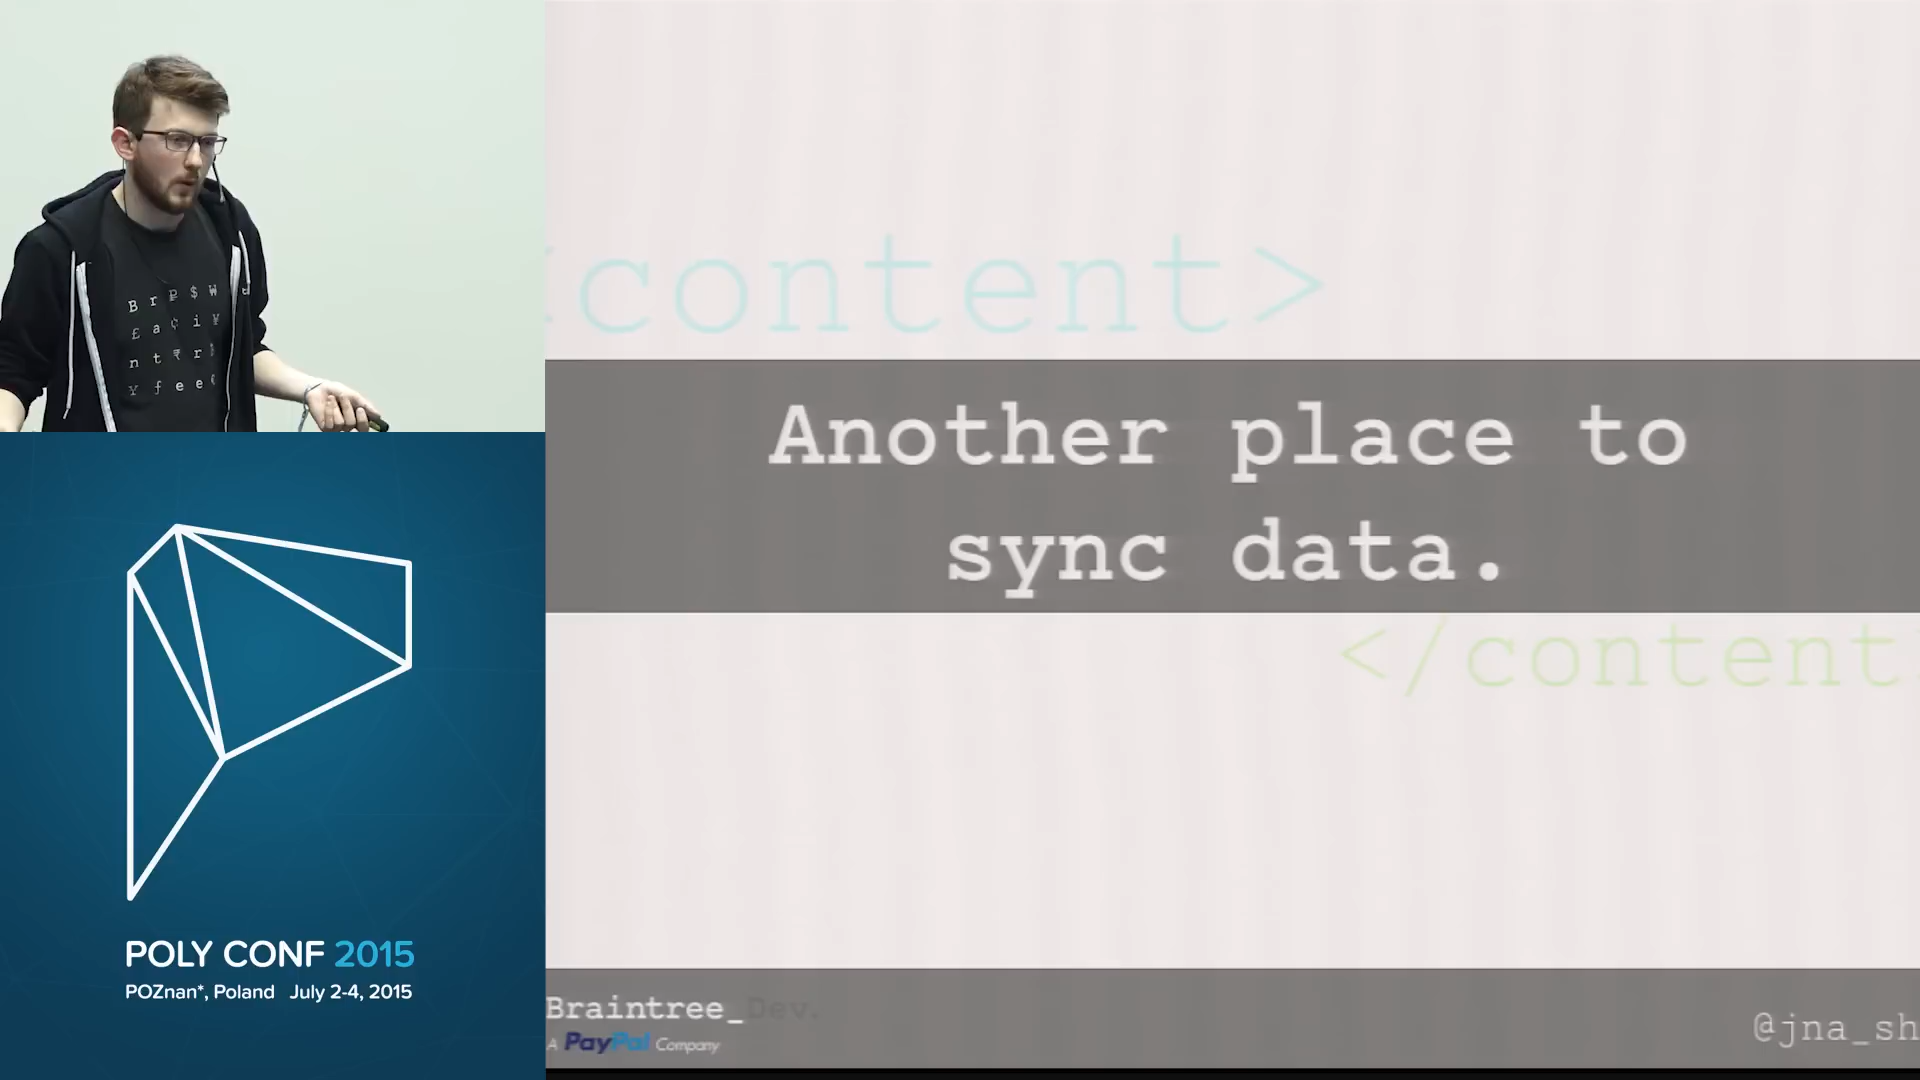 <content>
Another place to
sync data.
</content>
Braintree_Dev.
A PayPal Company
@jna_sh
POLY CONF 2015
POZnan*, Poland July 2-4, 2015